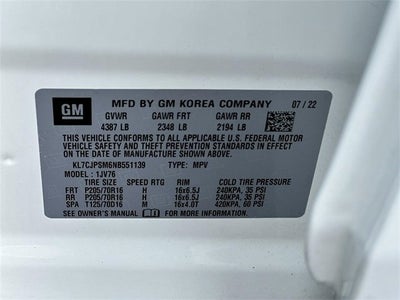 GM
MFD BY GM KOREA COMPANY 07/22
GVWR GAWR FRT GAWR RR
4387 LB 2348 LB 2194 LB
THIS VEHICLE CONFORMS TO ALL APPLICABLE U.S. FEDERAL MOTOR
VEHICLE SAFETY AND THEFT PREVENTION STANDARDS IN EFFECT
ON THE DATE OF MANUFACTURE SHOWN ABOVE.
KL7CJPSM6NB551139 TYPE: MPV
MODEL: 1JV76
TIRE SIZE SPEED RTG RIM COLD TIRE PRESSURE
FRT P205/70R16 H 16x6.5J 240KPA, 35 PSI
RR P205/70R16 H 16x6.5J 240KPA, 35 PSI
SPA T125/70D16 M 16x4.0T 420KPA, 60 PSI
SEE OWNER'S MANUAL FOR MORE INFORMATION.